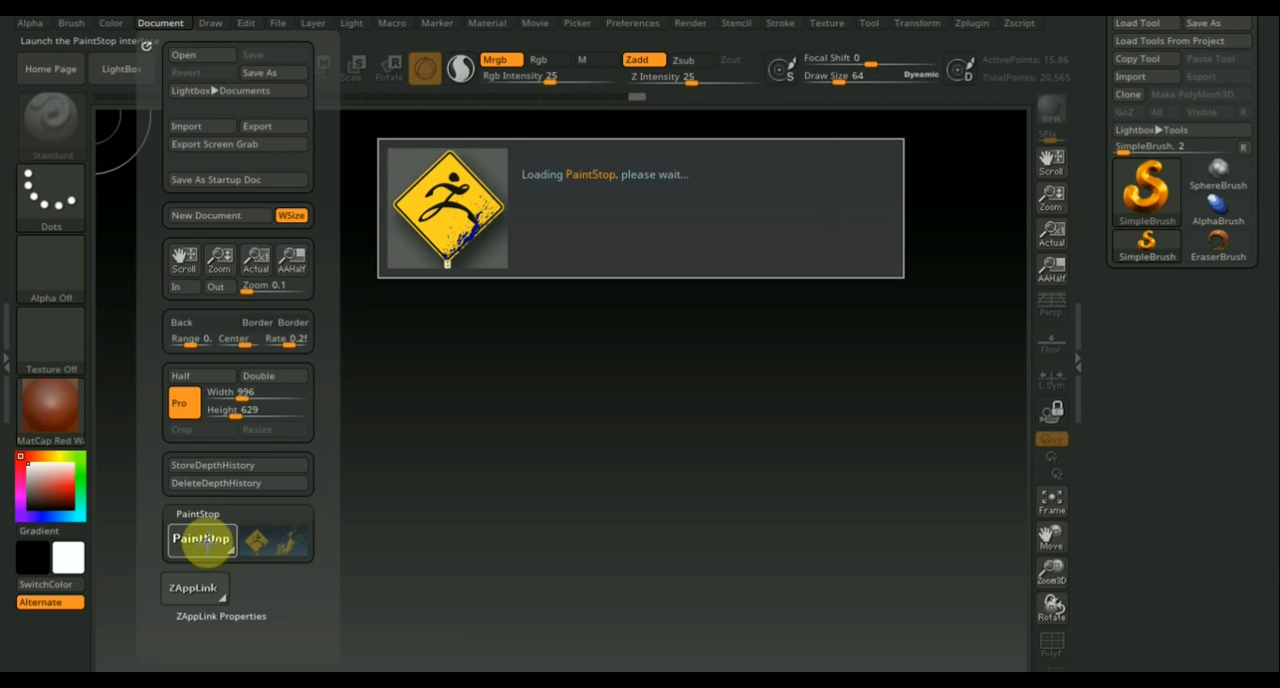 Alpha Brush Color Document Draw Edit File Layer Light Macro Marker Material Movie Picker Preferences Render Stencil Stroke Texture Tool Transform Zplugin Zscript
Launch the PaintStop interface
Home Page
LightBox
Scale
Rotate
Mrgb Rgb M
Rgb Intensity 25
Zadd Zsub Zcut
Z Intensity 25
S
Focal Shift 0
Draw Size 64
Dynamic
D
ActivePoints: 15,86
TotalPoints: 20,565
Standard
Dots
Alpha Off
Texture Off
MatCap Red W
Gradient
SwitchColor
Alternate
Open Save
Revert Save As
Lightbox▶Documents
Import Export
Export Screen Grab
Save As Startup Doc
New Document WSize
Scroll Zoom Actual AAHalf
In Out Zoom 0.1
Back Border Border
Range 0. Center Rate 0.25
Half Double
Pro
Width 996
Height 629
Crop Resize
StoreDepthHistory
DeleteDepthHistory
PaintStop
PaintStop
ZAppLink
ZAppLink Properties
Loading PaintStop, please wait...
BPR
SPix
Scroll
Zoom
Actual
AAHalf
Persp
Floor
L.Sym
Frame
Move
Zoom3D
Rotate
PolyF
Load Tool Save As
Load Tools From Project
Copy Tool Paste Tool
Import Export
Clone Make PolyMesh3D
GoZ All Visible R
Lightbox▶Tools
SimpleBrush. 2 R
SimpleBrush
SphereBrush
AlphaBrush
SimpleBrush
EraserBrush